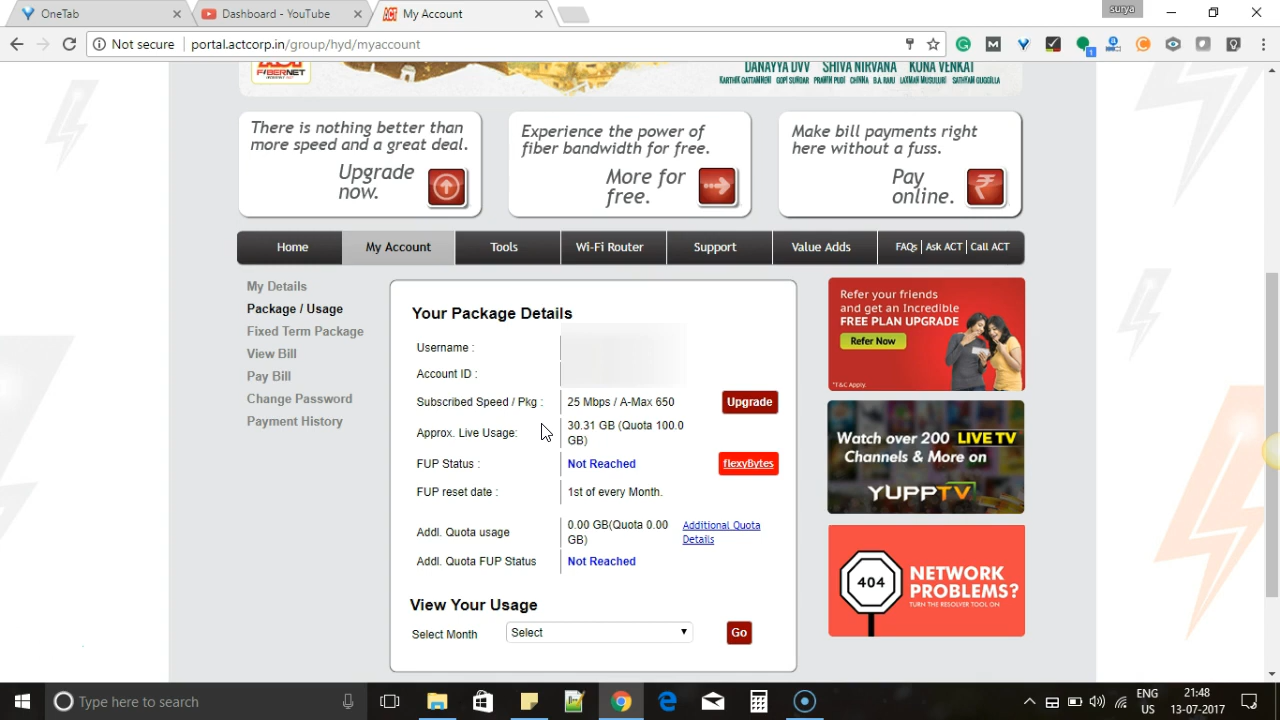 OneTab
Dashboard - YouTube
My Account
surya
Not secure
portal.actcorp.in/group/hyd/myaccount
FIBERNET
DANAYYA DVV SHIVA NIRVANA KONA VENKAT
There is nothing better than
more speed and a great deal.
Upgrade
now.
Experience the power of
fiber bandwidth for free.
More for
free.
Make bill payments right
here without a fuss.
Pay
online.
Home
My Account
Tools
Wi-Fi Router
Support
Value Adds
FAQs | Ask ACT | Call ACT
My Details
Package / Usage
Fixed Term Package
View Bill
Pay Bill
Change Password
Payment History
Your Package Details
Username :
Account ID :
Subscribed Speed / Pkg : 25 Mbps / A-Max 650 Upgrade
Approx. Live Usage: 30.31 GB (Quota 100.0
GB)
FUP Status : Not Reached flexyBytes
FUP reset date : 1st of every Month.
Addl. Quota usage 0.00 GB(Quota 0.00
GB)
Additional Quota
Details
Addl. Quota FUP Status Not Reached
View Your Usage
Select Month Select Go
Refer your friends
and get an Incredible
FREE PLAN UPGRADE
Refer Now
*T&C Apply.
Watch over 200 LIVE TV
Channels & More on
YUPPTV
404
NETWORK
PROBLEMS?
TURN THE RESOLVER TOOL ON
Type here to search
ENG
US
21:48
13-07-2017